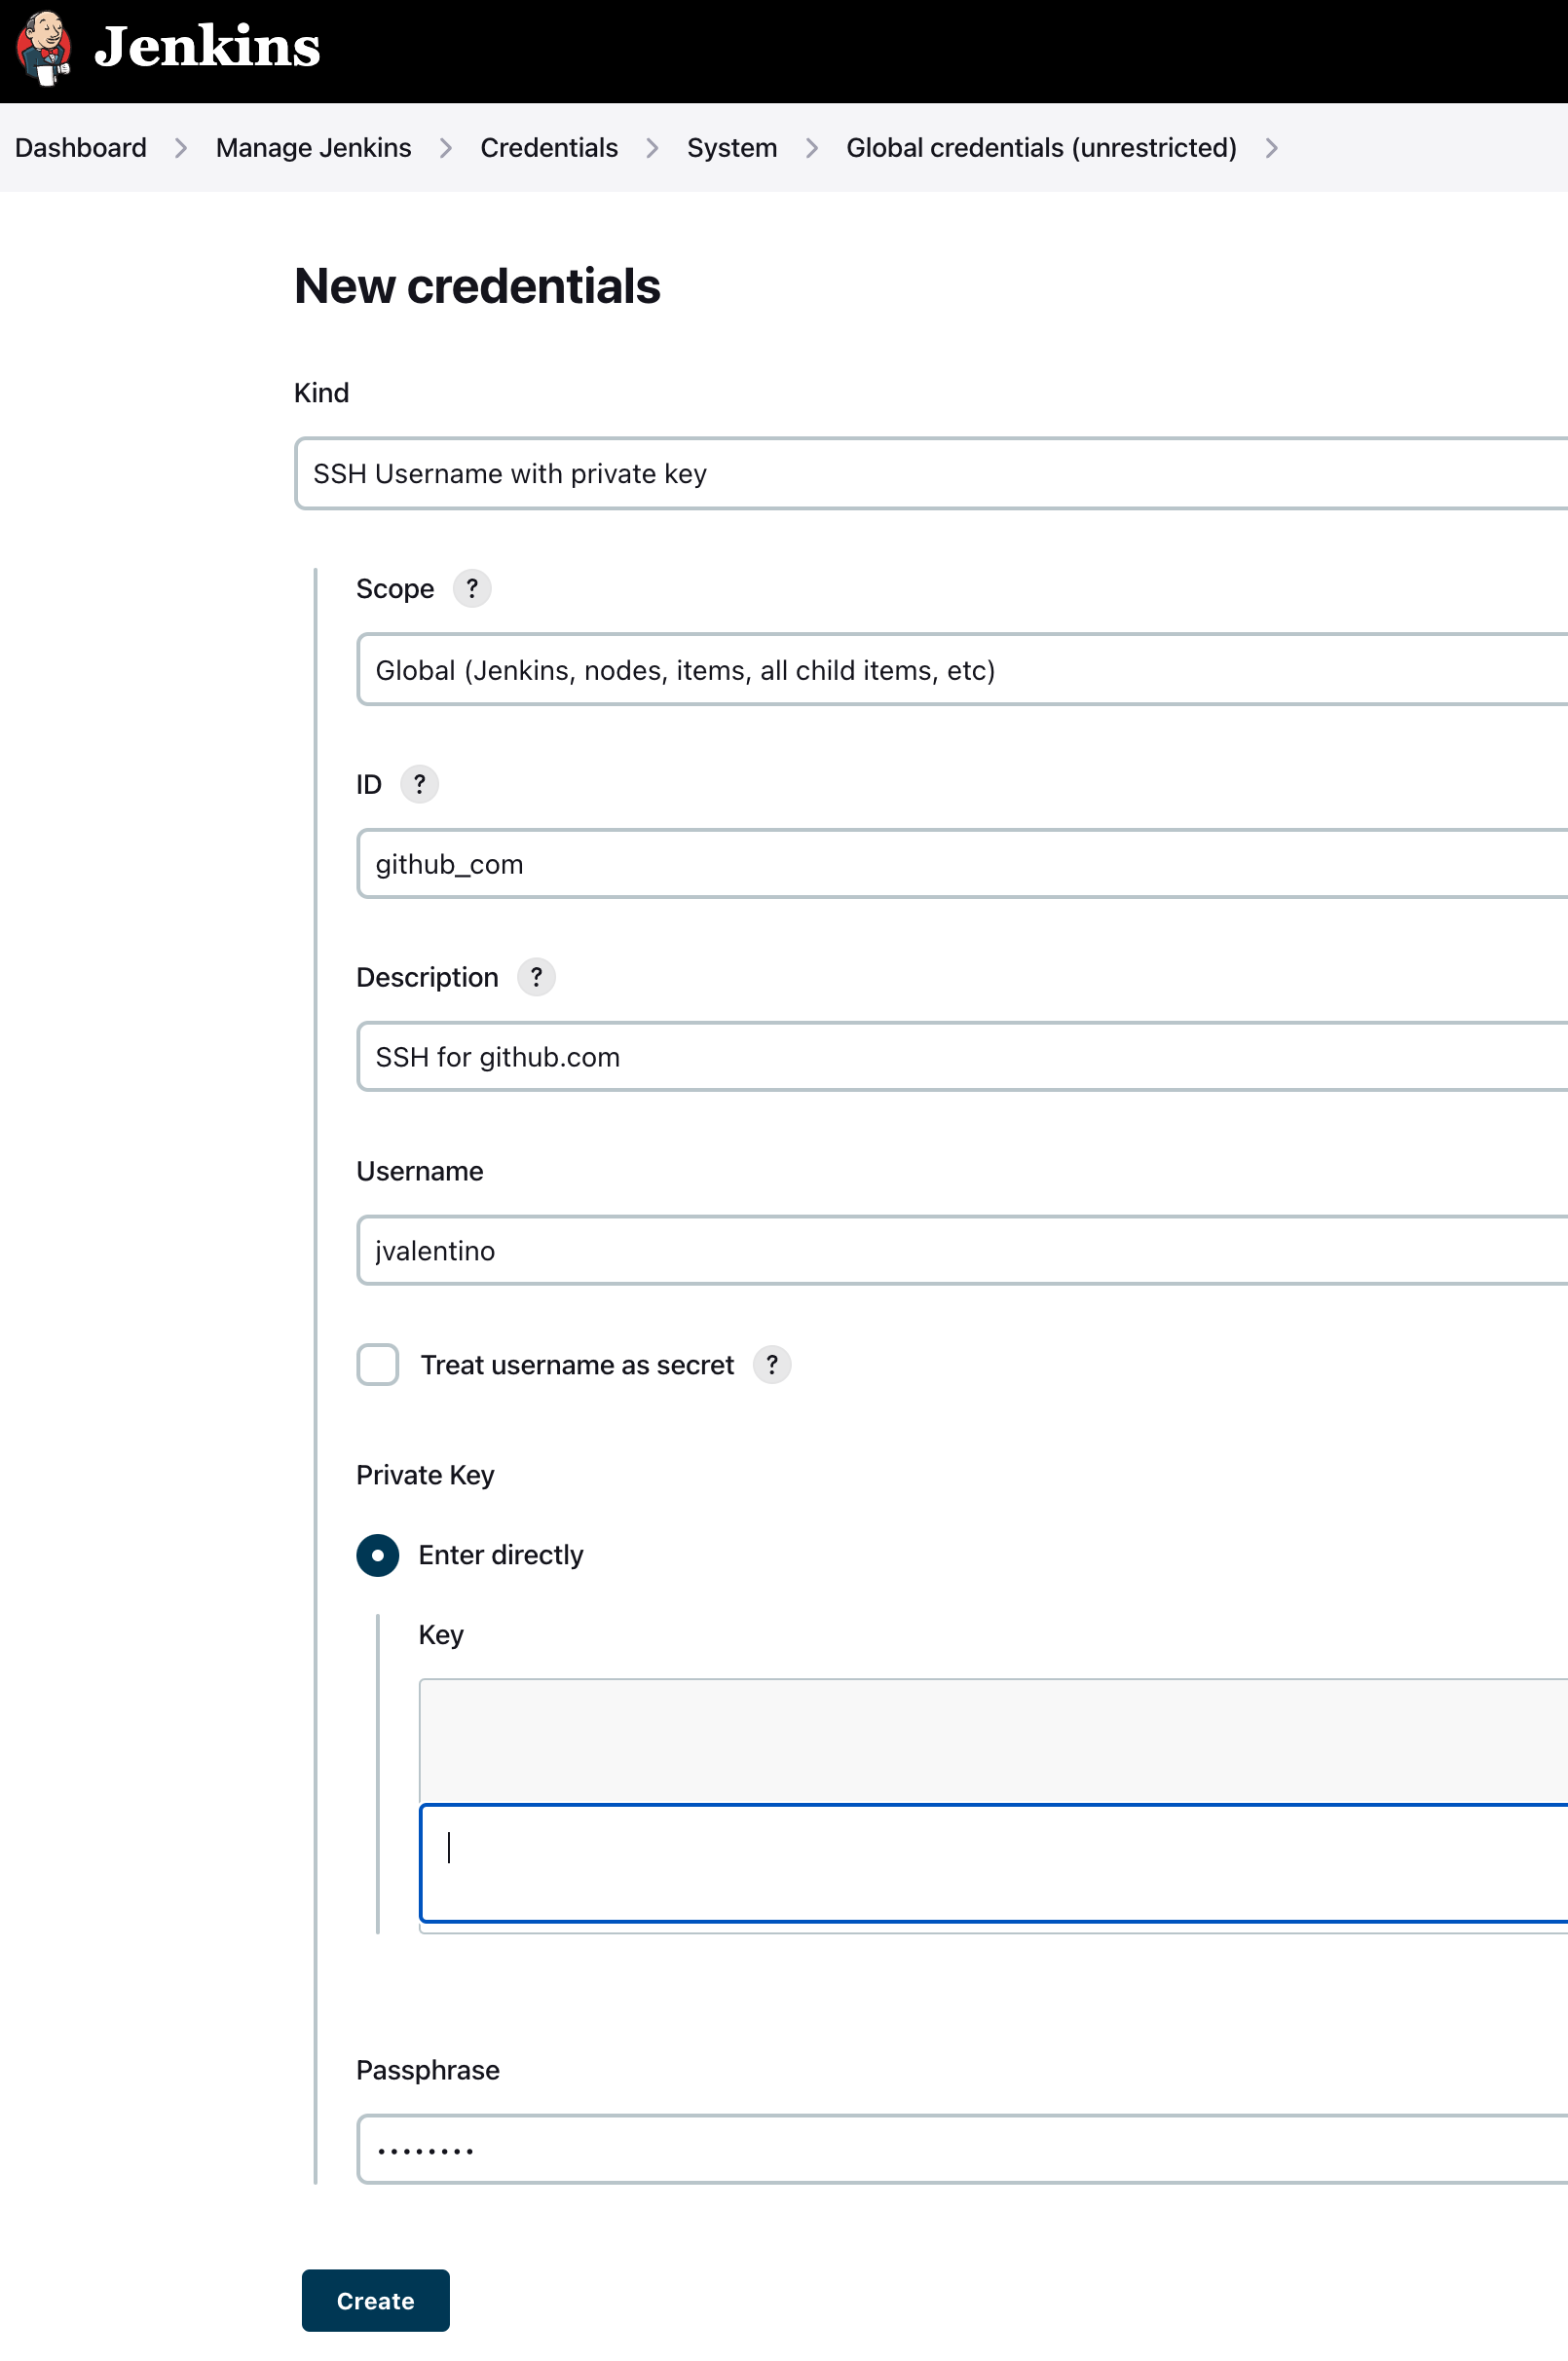 Jenkins
Dashboard > Manage Jenkins > Credentials > System > Global credentials (unrestricted) >
New credentials
Kind
SSH Username with private key
Scope ?
Global (Jenkins, nodes, items, all child items, etc)
ID ?
github_com
Description ?
SSH for github.com
Username
jvalentino
Treat username as secret ?
Private Key
Enter directly
Key
Passphrase
••••••••
Create